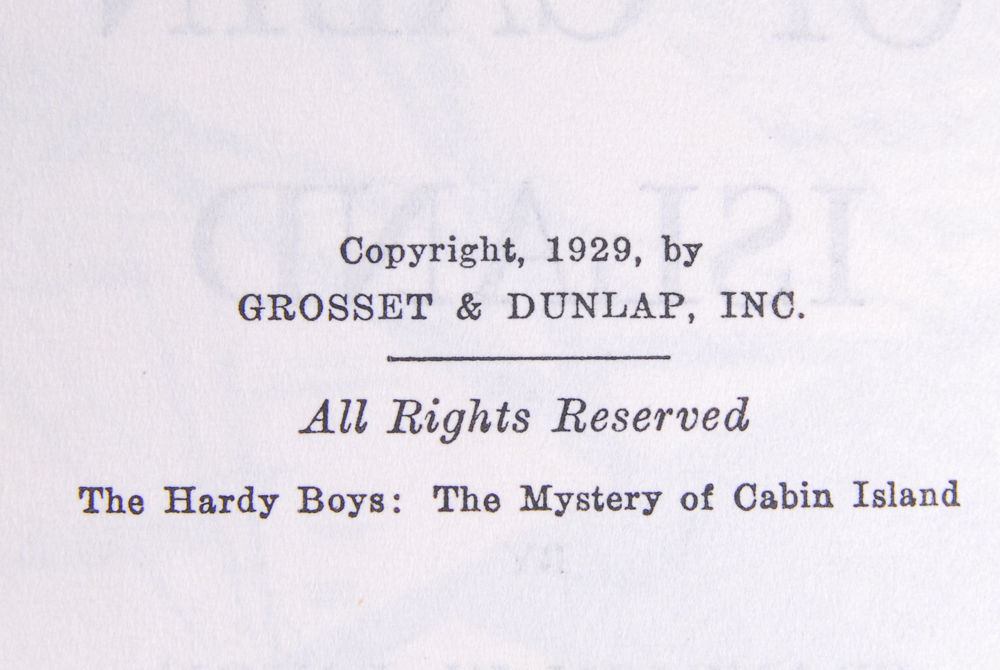 Copyright, 1929, by
GROSSET & DUNLAP, INC.
All Rights Reserved
The Hardy Boys: The Mystery of Cabin Island